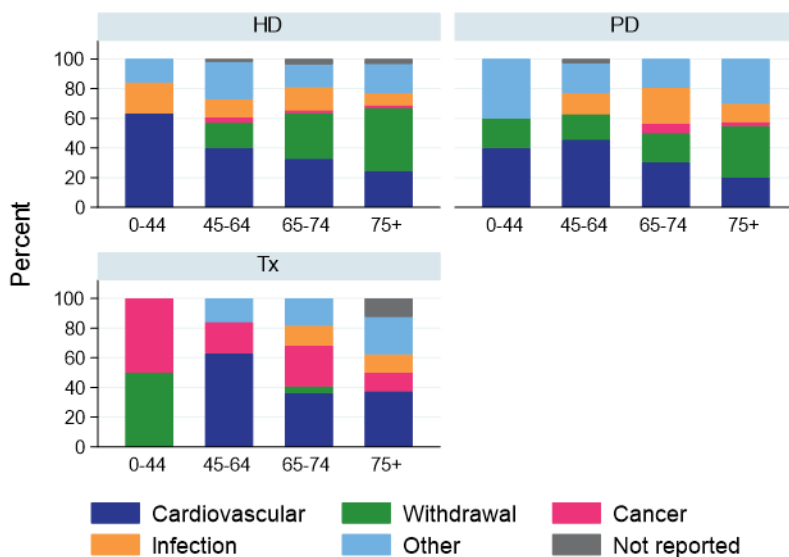 HD
PD
100
80
60
40
20
0
0-44 45-64 65-74 75+
100
80
60
40
20
0
0-44 45-64 65-74 75+
Percent
Tx
100
80
60
40
20
0
0-44 45-64 65-74 75+
Cardiovascular Withdrawal Cancer
Infection Other Not reported